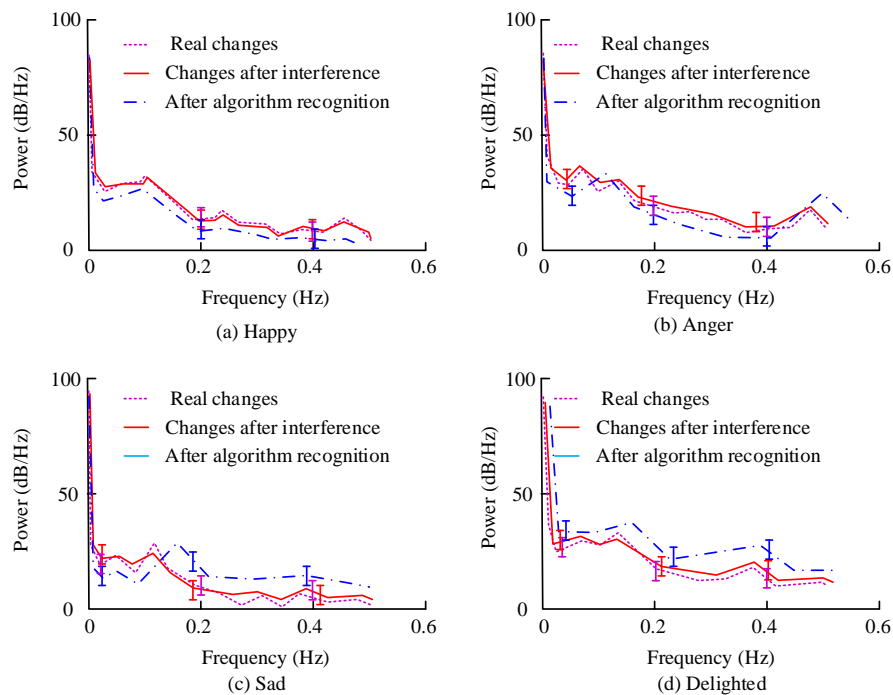 100
Real changes
Changes after interference
After algorithm recognition
50
0
Power (dB/Hz)
0 0.2 0.4 0.6
Frequency (Hz)
(a) Happy
100
Real changes
Changes after interference
After algorithm recognition
50
0
Power (dB/Hz)
0 0.2 0.4 0.6
Frequency (Hz)
(b) Anger
100
Real changes
Changes after interference
After algorithm recognition
50
0
Power (dB/Hz)
0 0.2 0.4 0.6
Frequency (Hz)
(c) Sad
100
Real changes
Changes after interference
After algorithm recognition
50
0
Power (dB/Hz)
0 0.2 0.4 0.6
Frequency (Hz)
(d) Delighted